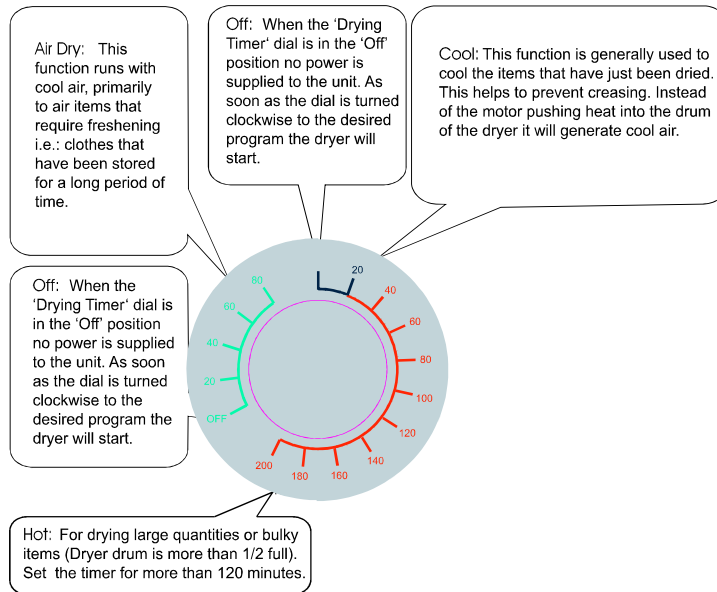 Air Dry: This
function runs with
cool air, primarily
to air items that
require freshening
i.e.: clothes that
have been stored
for a long period of
time.
Off: When the ‘Drying
Timer‘ dial is in the ‘Off’
position no power is
supplied to the unit. As
soon as the dial is turned
clockwise to the desired
program the dryer will
start.
Cool: This function is generally used to
cool the items that have just been dried.
This helps to prevent creasing. Instead
of the motor pushing heat into the drum
of the dryer it will generate cool air.
Off: When the
‘Drying Timer‘ dial is
in the ‘Off’ position
no power is supplied
to the unit. As soon
as the dial is turned
clockwise to the
desired program the
dryer will start.
20
40
60
80
100
120
140
160
180
200
OFF
20
40
60
80
Hot: For drying large quantities or bulky
items (Dryer drum is more than 1/2 full).
Set the timer for more than 120 minutes.